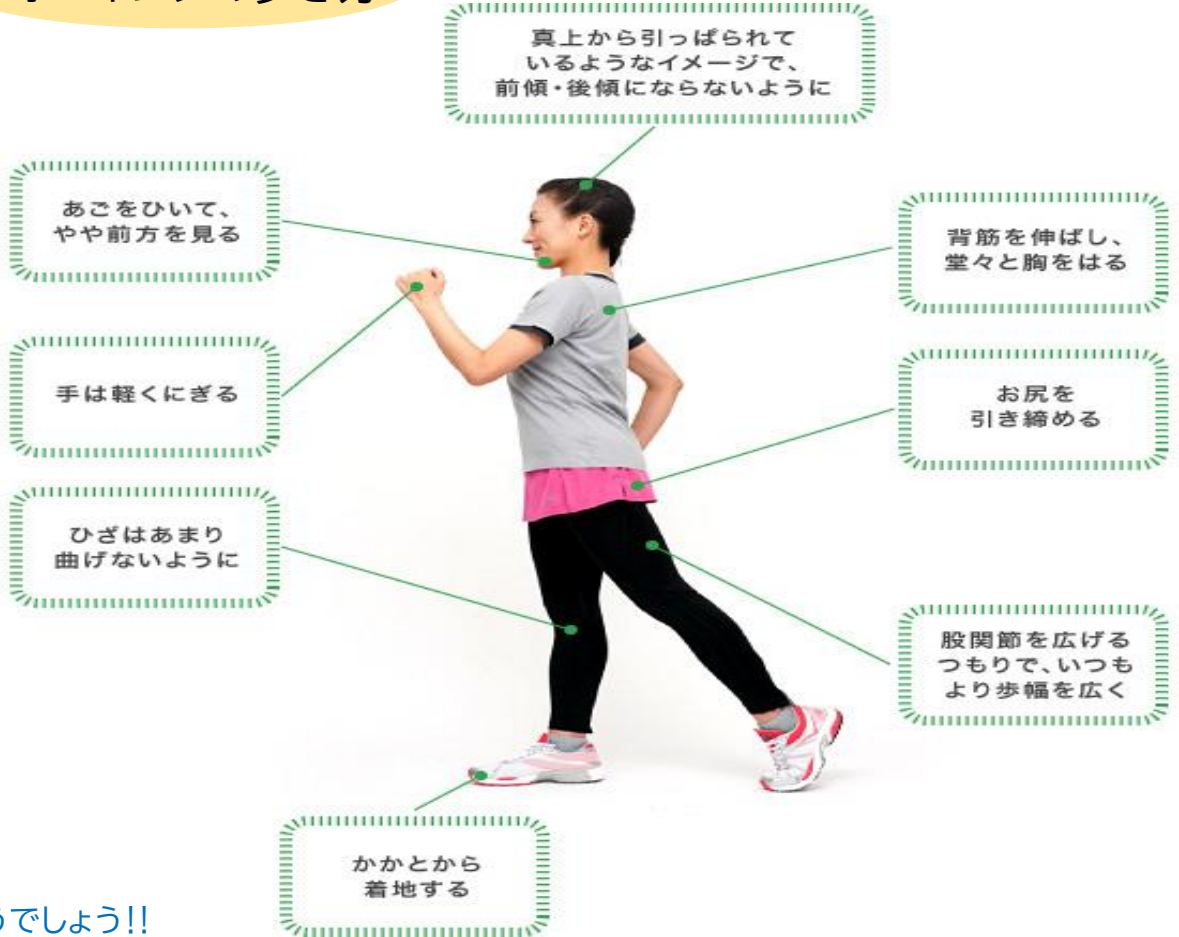 真上から引っぱられて
いるようなイメージで、
前傾・後傾にならないように
あごをひいて、
やや前方を見る
背筋を伸ばし、
堂々と胸をはる
手は軽くにぎる
お尻を
引き締める
ひざはあまり
曲げないように
股関節を広げる
つもりで、いつも
より歩幅を広く
かかとから
着地する
でしょう!!